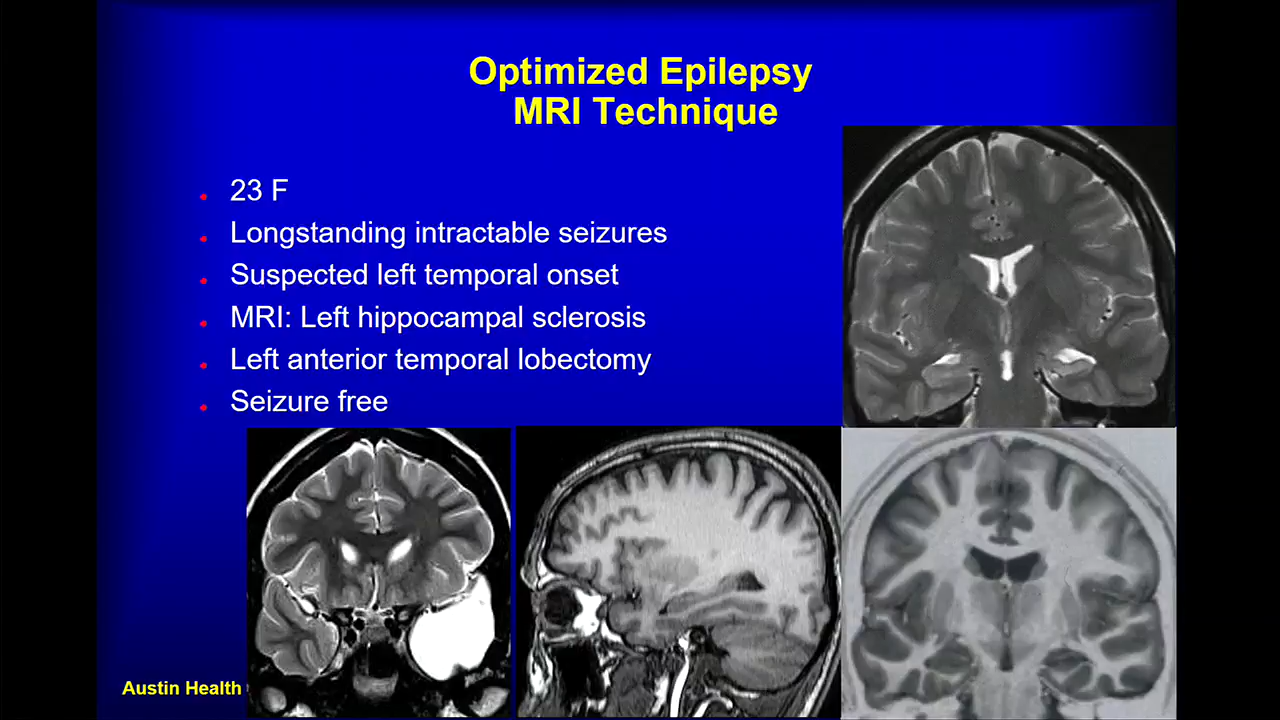 Optimized Epilepsy
MRI Technique
23 F
Longstanding intractable seizures
Suspected left temporal onset
MRI: Left hippocampal sclerosis
Left anterior temporal lobectomy
Seizure free
Austin Health